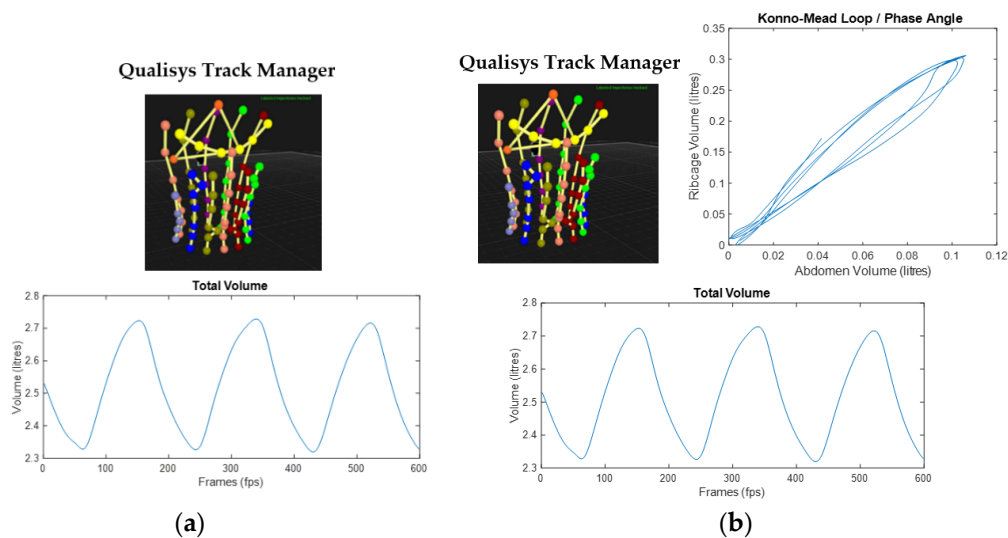 Qualisys Track Manager
Total Volume
Volume (litres)
2.8
2.7
2.6
2.5
2.4
2.3
0 100 200 300 400 500 600
Frames (fps)
(a)
Qualisys Track Manager
Konno-Mead Loop / Phase Angle
Ribcage Volume (litres)
0.35
0.3
0.25
0.2
0.15
0.1
0.05
0
0 0.02 0.04 0.06 0.08 0.1 0.12
Abdomen Volume (litres)
Total Volume
Volume (litres)
2.8
2.7
2.6
2.5
2.4
2.3
0 100 200 300 400 500 600
Frames (fps)
(b)